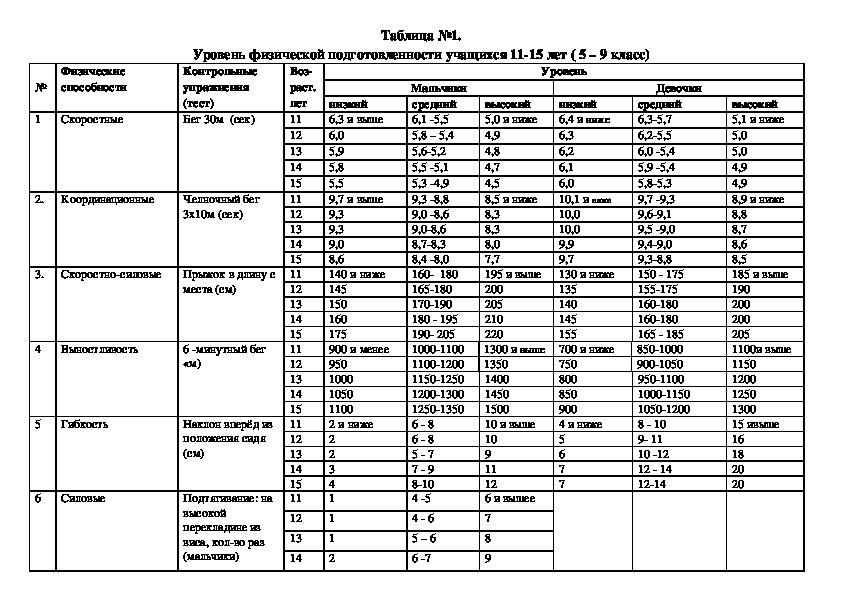 Таблица №1.
Уровень физической подготовленности учащихся 11-15 лет ( 5 – 9 класс)
№ Физические способности Контрольные упражнения (тест) Воз-раст. лет Уровень
Мальчики Девочки
низкий средний высокий низкий средний высокий
1 Скоростные Бег 30м (сек) 11 6,3 и выше 6,1 -5,5 5,0 и ниже 6,4 и ниже 6,3-5,7 5,1 и ниже
12 6,0 5,8 – 5,4 4,9 6,3 6,2-5,5 5,0
13 5,9 5,6-5,2 4,8 6,2 6,0 -5,4 5,0
14 5,8 5,5 -5,1 4,7 6,1 5,9 -5,4 4,9
15 5,5 5,3 -4,9 4,5 6,0 5,8-5,3 4,9
2. Координационные Челночный бег 3х10м (сек) 11 9,7 и выше 9,3 -8,8 8,5 и ниже 10,1 и ниже 9,7 -9,3 8,9 и ниже
12 9,3 9,0 -8,6 8,3 10,0 9,6-9,1 8,8
13 9,3 9,0-8,6 8,3 10,0 9,5 -9,0 8,7
14 9,0 8,7-8,3 8,0 9,9 9,4-9,0 8,6
15 8,6 8,4 -8,0 7,7 9,7 9,3-8,8 8,5
3. Скоростно-силовые Прыжок в длину с места (см) 11 140 и ниже 160- 180 195 и выше 130 и ниже 150 - 175 185 и выше
12 145 165-180 200 135 155-175 190
13 150 170-190 205 140 160-180 200
14 160 180 - 195 210 145 160-180 200
15 175 190- 205 220 155 165 - 185 205
4 Выностливость 6 -минутный бег «м) 11 900 и менее 1000-1100 1300 и выше 700 и ниже 850-1000 1100и выше
12 950 1100-1200 1350 750 900-1050 1150
13 1000 1150-1250 1400 800 950-1100 1200
14 1050 1200-1300 1450 850 1000-1150 1250
15 1100 1250-1350 1500 900 1050-1200 1300
5 Гибкость Наклон вперёд из положения сидя (см) 11 2 и ниже 6 - 8 10 и выше 4 и ниже 8 - 10 15 ивыше
12 2 6 - 8 10 5 9- 11 16
13 2 5 - 7 9 6 10 -12 18
14 3 7 - 9 11 7 12 - 14 20
15 4 8-10 12 7 12-14 20
6 Силовые Подтягивание: на высокой перекладине из виса, кол-во раз (мальчики) 11 1 4 -5 6 и вышее
12 1 4 - 6 7
13 1 5 – 6 8
14 2 6 -7 9